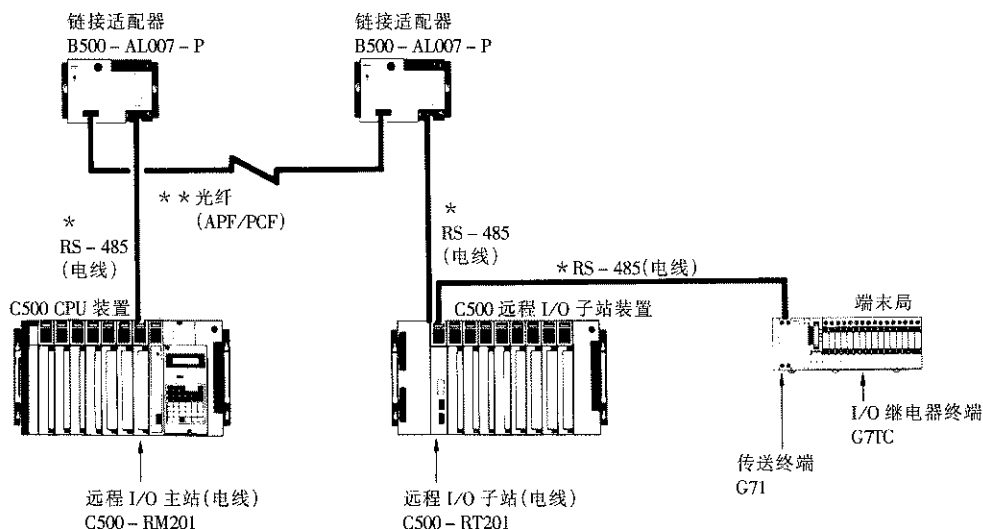 链接适配器
B500-AL007-P
链接适配器
B500-AL007-P
**光纤
(APF/PCF)
*
RS-485
(电线)
*
RS-485
(电线)
*RS-485(电线)
C500 CPU 装置
C500 远程 I/O 子站装置
端末局
I/O 继电器终端
G7TC
传送终端
G71
远程 I/O 主站(电线)
C500-RM201
远程 I/O 子站(电线)
C500-RT201